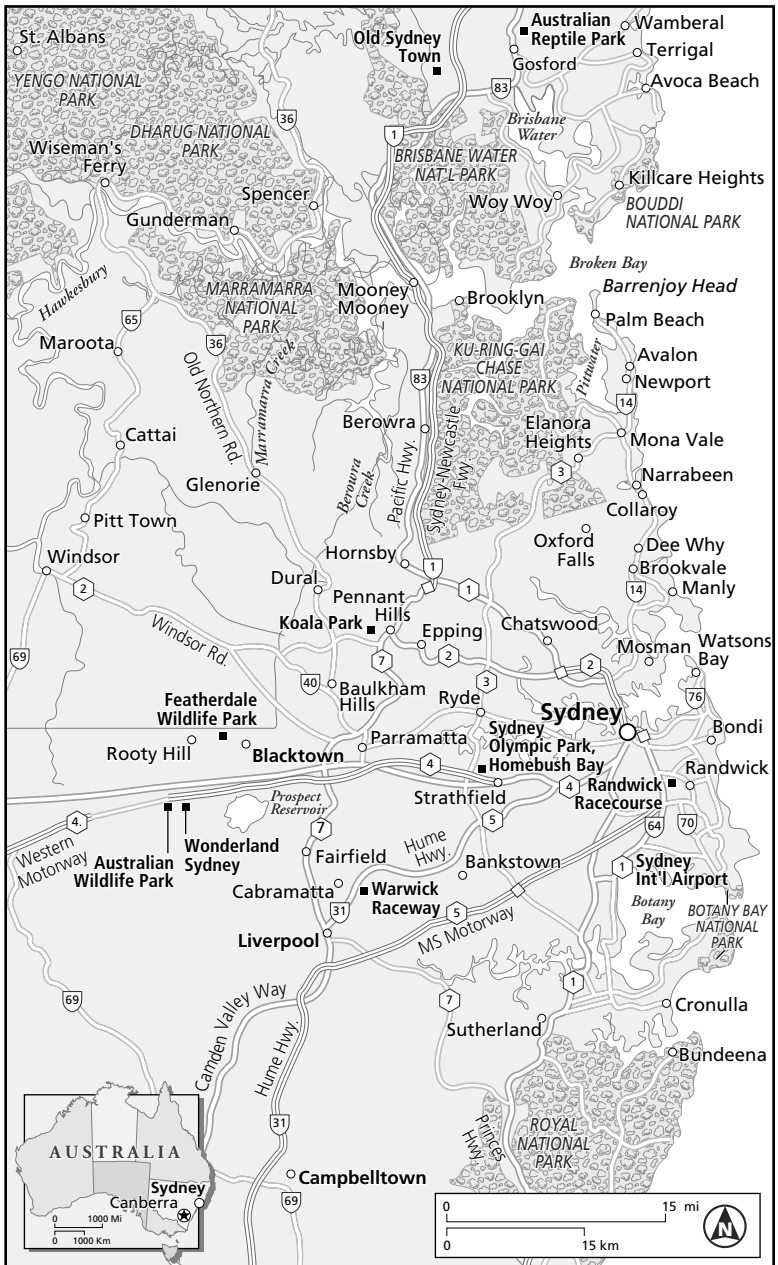 St. Albans
YENGO NATIONAL
PARK
Old Sydney
Town
Australian
Reptile Park
Gosford
Wamberal
Terrigal
Avoca Beach
83
36
1
DHARUG NATIONAL
PARK
Brisbane
Water
BRISBANE WATER
NAT'L PARK
Wiseman's
Ferry
Spencer
Gunderman
Woy Woy
Killcare Heights
BOUDDI
NATIONAL PARK
Broken Bay
Hawkesbury
MARRAMARRA
NATIONAL
PARK
Mooney
Mooney
Brooklyn
Barrenjoy Head
Palm Beach
65
36
Maroota
Old Northern Rd.
Marramarra Creek
KU-RING-GAI
CHASE
NATIONAL PARK
Pittwater
Avalon
Newport
83
14
Berowra
Elanora
Heights
Mona Vale
Cattai
Glenorie
Berowra
Creek
Pacific Hwy.
Sydney-Newcastle
Fwy.
3
Narrabeen
Collaroy
Pitt Town
Oxford
Falls
Dee Why
Brookvale
Manly
Windsor
2
Hornsby
1
1
14
Dural
Pennant
Hills
Koala Park
Epping
Chatswood
Windsor Rd.
7
2
2
Mosman
Watsons
Bay
69
40
3
76
Baulkham
Hills
Ryde
Sydney
Featherdale
Wildlife Park
Rooty Hill
Blacktown
Parramatta
Sydney
Olympic Park,
Homebush Bay
Bondi
Randwick
4
4
Strathfield
Randwick
Racecourse
Prospect
Reservoir
4.
Western
Motorway
Australian
Wildlife Park
Wonderland
Sydney
7
5
64
70
Hume
Hwy.
Fairfield
Bankstown
1
Sydney
Int'l Airport
Cabramatta
Warwick
Raceway
31
5
MS Motorway
Botany
Bay
BOTANY BAY
NATIONAL
PARK
Liverpool
69
7
1
Camden Valley Way
Hume Hwy.
Cronulla
Sutherland
Bundeena
31
Princes
Hwy.
ROYAL
NATIONAL
PARK
Campbelltown
69
AUSTRALIA
Sydney
Canberra
0 1000 Mi
0 1000 Km
0 15 mi
0 15 km
N